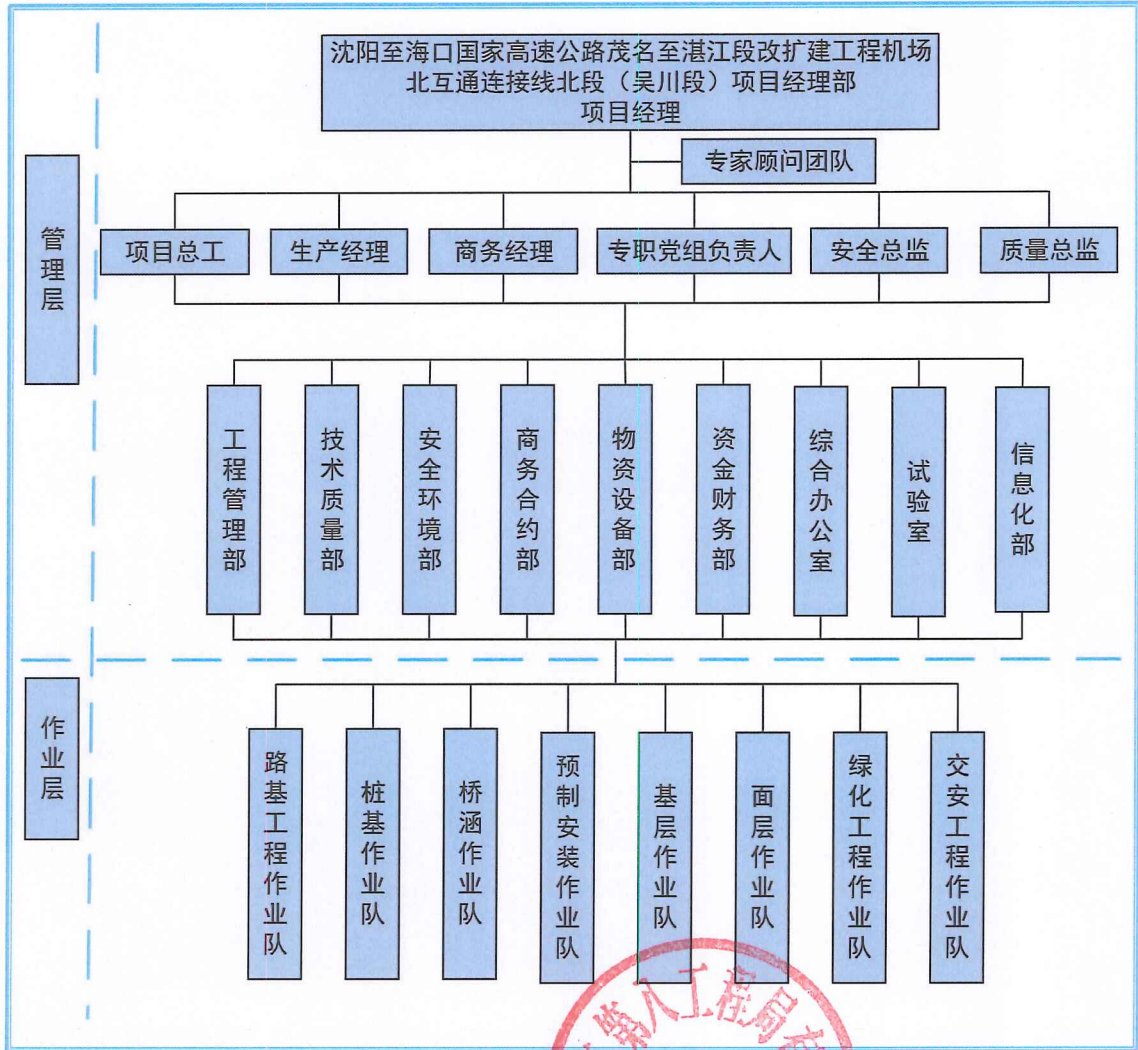 沈阳至海口国家高速公路茂名至湛江段改扩建工程机场
北互通连接线北段（吴川段）项目经理部
项目经理
专家顾问团队
管理层
项目总工
生产经理
商务经理
专职党组负责人
安全总监
质量总监
工程管理部
技术质量部
安全环境部
商务合约部
物资设备部
资金财务部
综合办公室
试验室
信息化部
作业层
路基工程作业队
桩基作业队
桥涵作业队
预制安装作业队
基层作业队
面层作业队
绿化工程作业队
交安工程作业队
第八工程局有